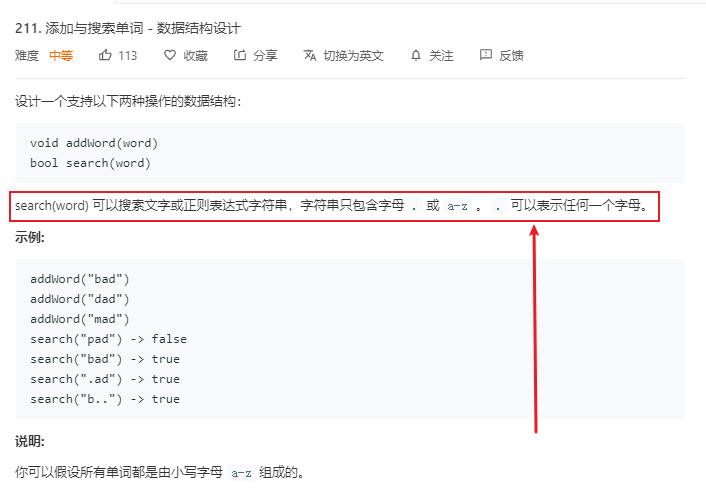 211. 添加与搜索单词 - 数据结构设计
难度 中等 113 收藏 分享 切换为英文 关注 反馈
设计一个支持以下两种操作的数据结构：
void addWord(word)
bool search(word)
search(word) 可以搜索文字或正则表达式字符串，字符串只包含字母 . 或 a-z 。 . 可以表示任何一个字母。
示例:
addWord("bad")
addWord("dad")
addWord("mad")
search("pad") -> false
search("bad") -> true
search(".ad") -> true
search("b..") -> true
说明:
你可以假设所有单词都是由小写字母 a-z 组成的。